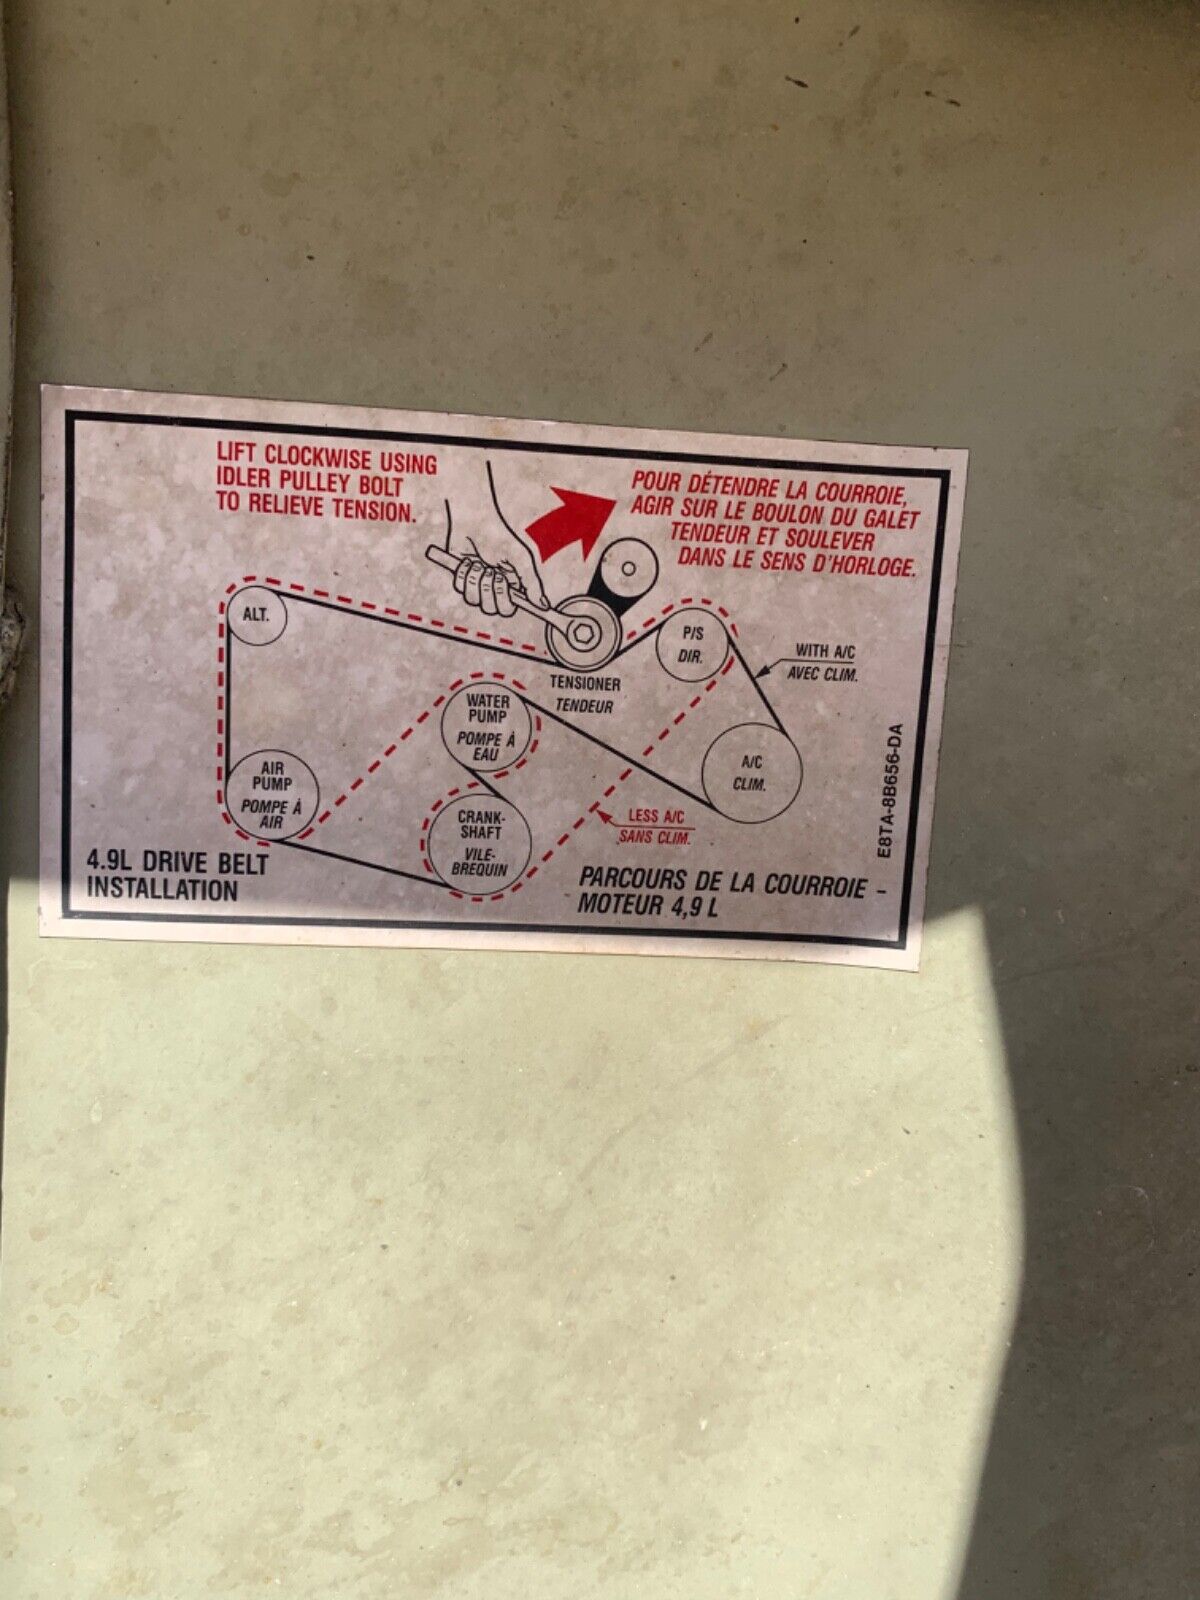 LIFT CLOCKWISE USING
IDLER PULLEY BOLT
TO RELIEVE TENSION.
POUR DÉTENDRE LA COURROIE,
AGIR SUR LE BOULON DU GALET
TENDEUR ET SOULEVER
DANS LE SENS D'HORLOGE.
ALT.
P/S
DIR.
WITH A/C
AVEC CLIM.
TENSIONER
TENDEUR
WATER
PUMP
POMPE À
EAU
AIR
PUMP
POMPE À
AIR
A/C
CLIM.
CRANK-
SHAFT
VILE-
BREQUIN
LESS A/C
SANS CLIM.
E8TA-8B656-DA
4.9L DRIVE BELT
INSTALLATION
PARCOURS DE LA COURROIE -
MOTEUR 4,9 L